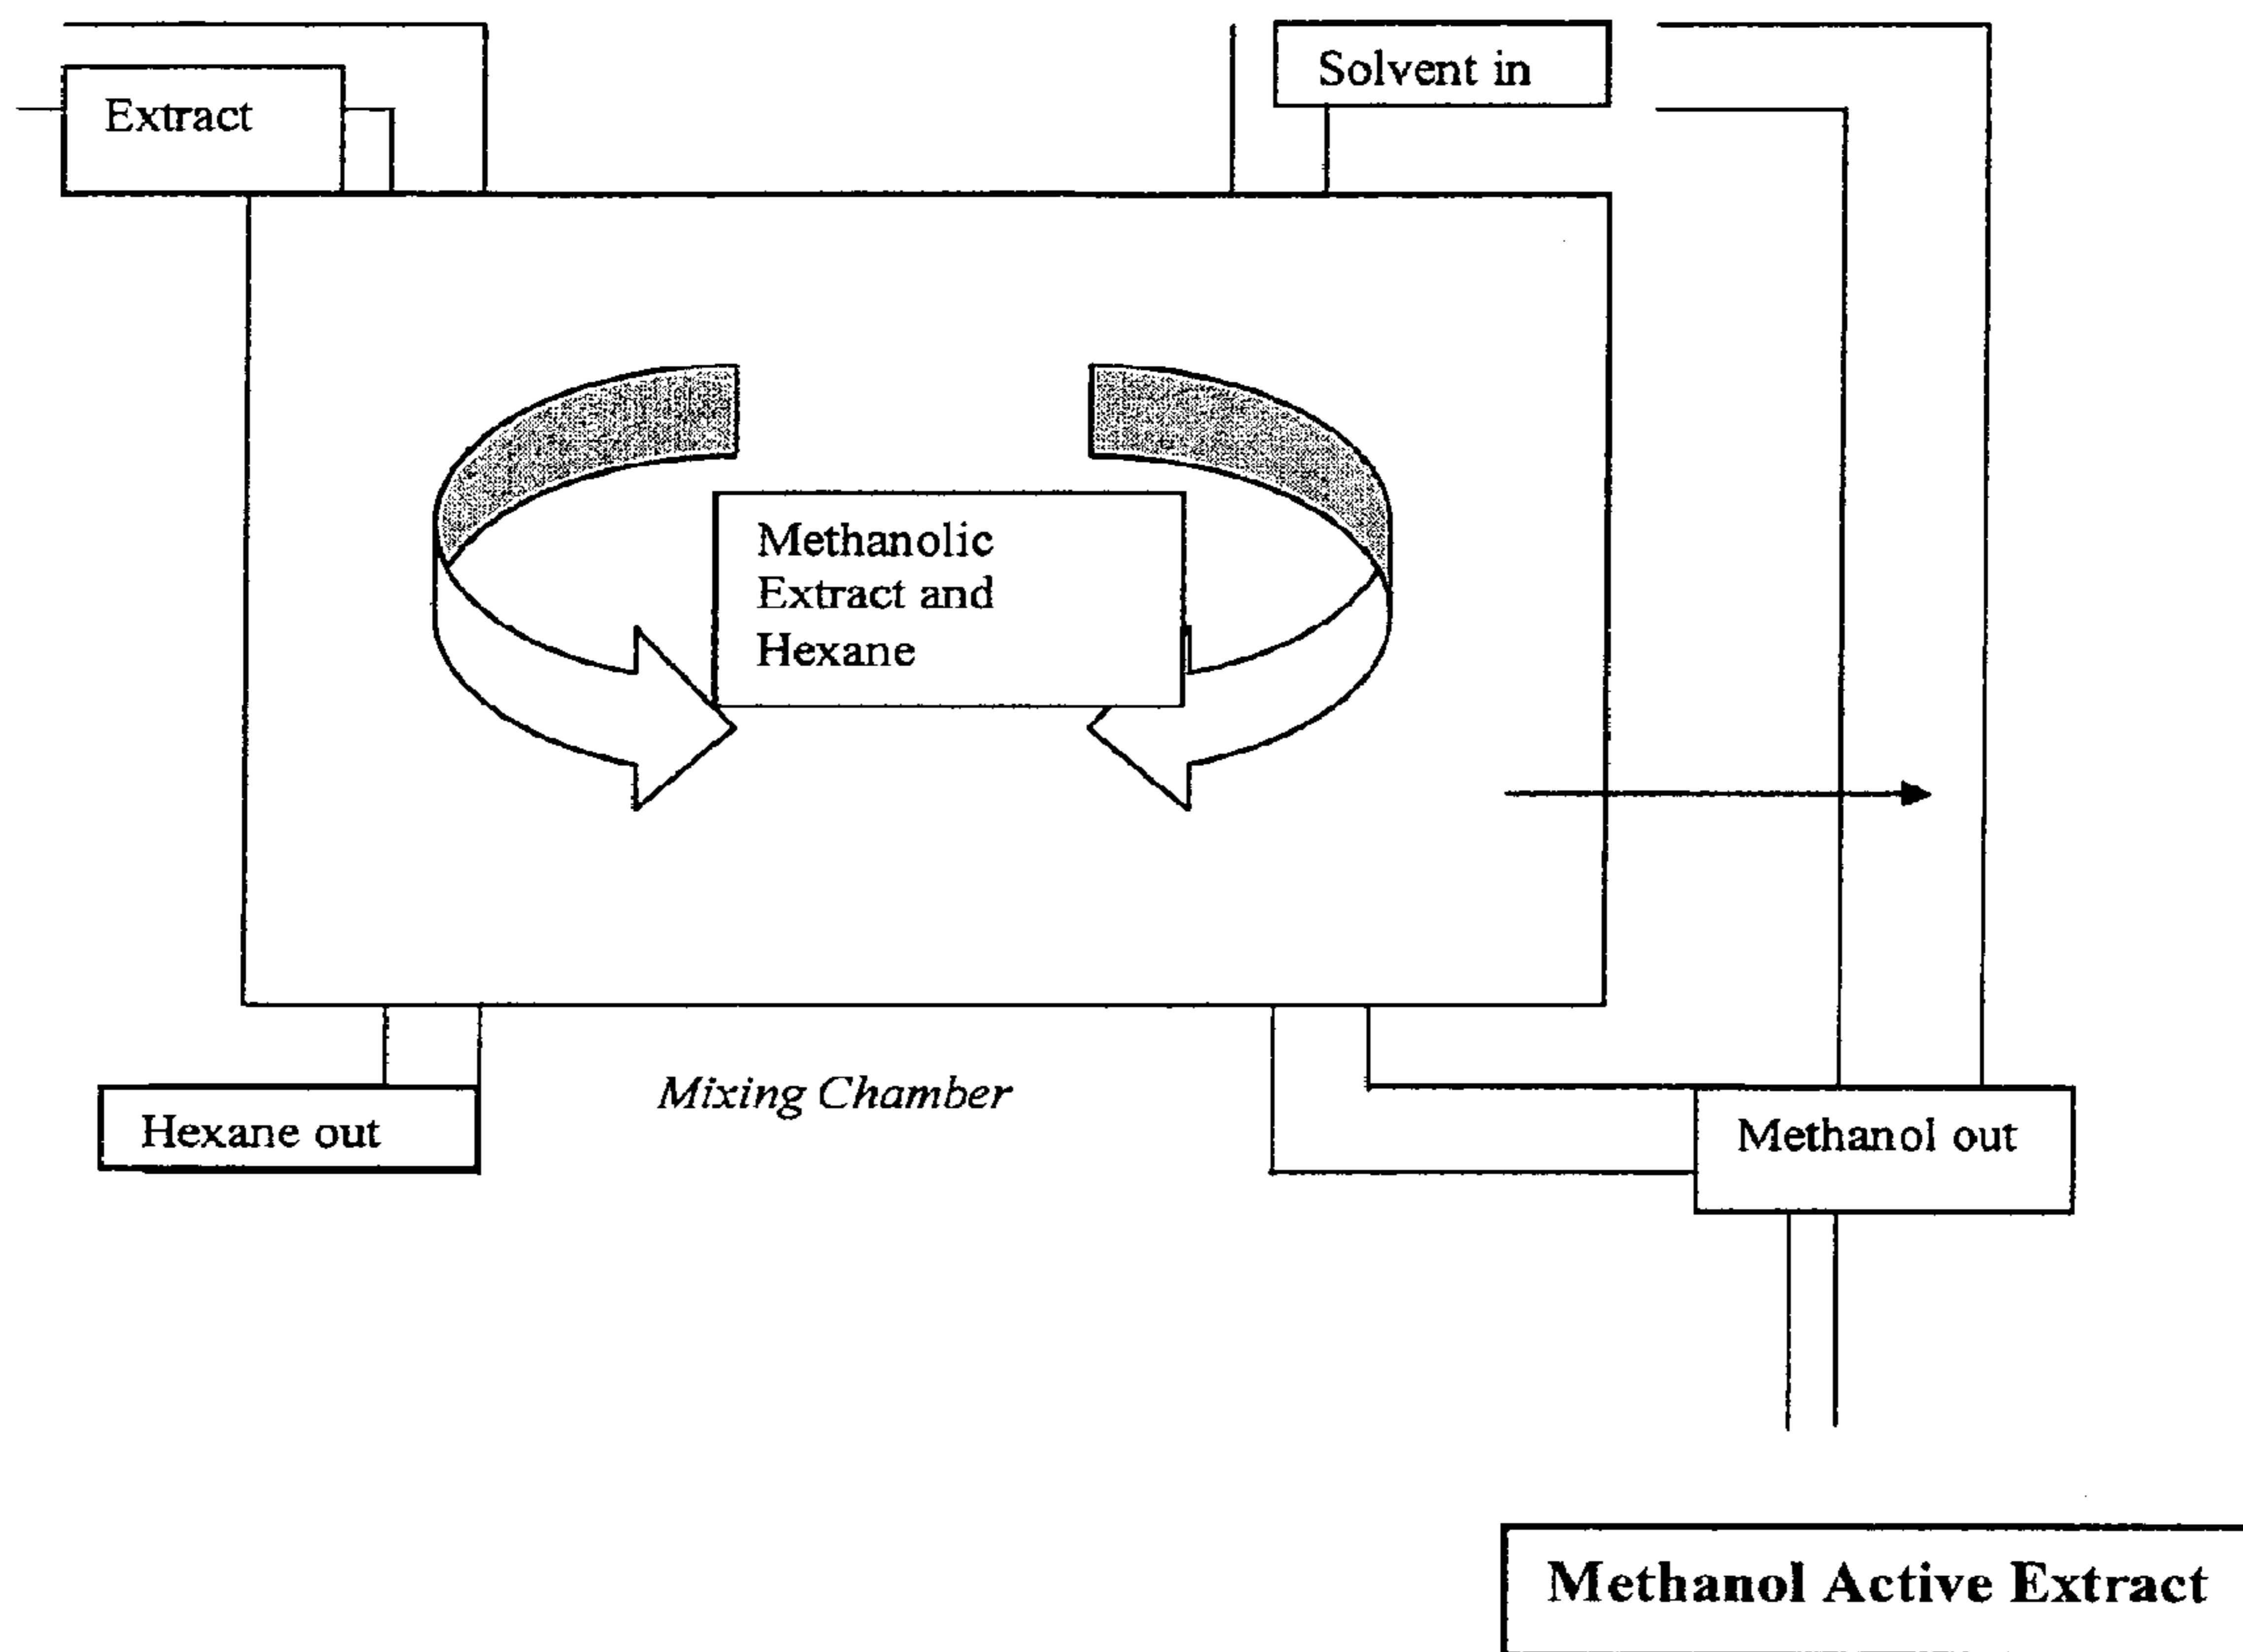 Extract
Solvent in
Methanolic
Extract and
Hexane
Mixing Chamber
Hexane out
Methanol out
Methanol Active Extract